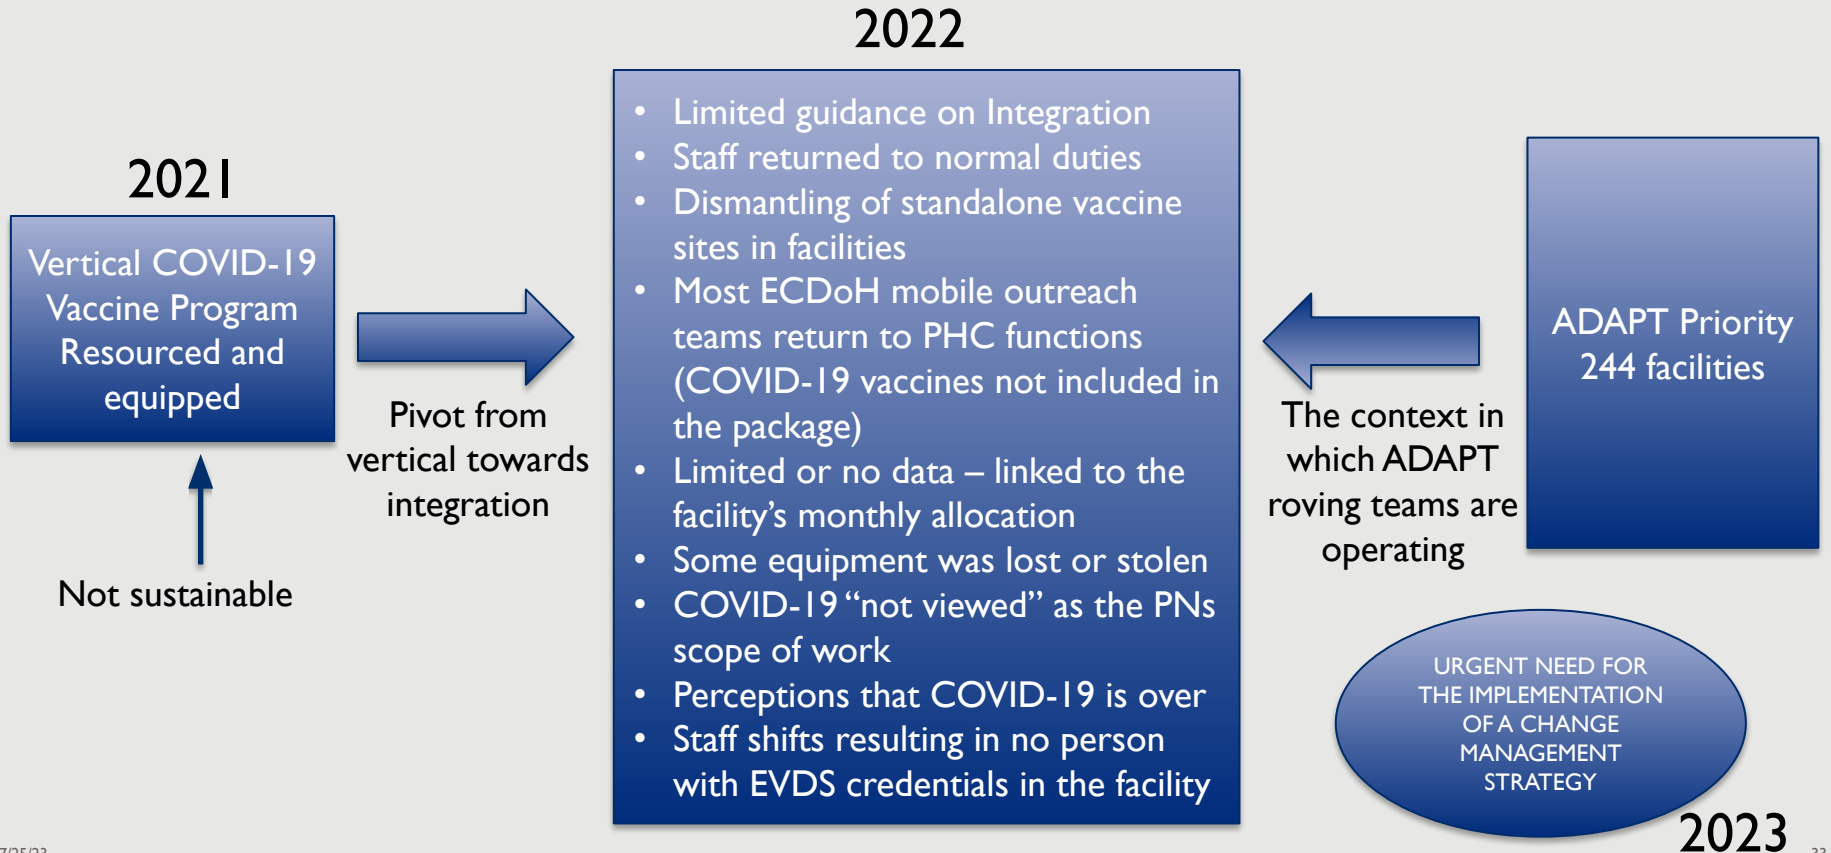 2022
2021
Vertical COVID-19
Vaccine Program
Resourced and
equipped
Not sustainable
Pivot from
vertical towards
integration
• Limited guidance on Integration
• Staff returned to normal duties
• Dismantling of standalone vaccine
sites in facilities
• Most ECDoH mobile outreach
teams return to PHC functions
(COVID-19 vaccines not included in
the package)
• Limited or no data – linked to the
facility’s monthly allocation
• Some equipment was lost or stolen
• COVID-19 “not viewed” as the PNs
scope of work
• Perceptions that COVID-19 is over
• Staff shifts resulting in no person
with EVDS credentials in the facility
The context in
which ADAPT
roving teams are
operating
ADAPT Priority
244 facilities
URGENT NEED FOR
THE IMPLEMENTATION
OF A CHANGE
MANAGEMENT
STRATEGY
2023